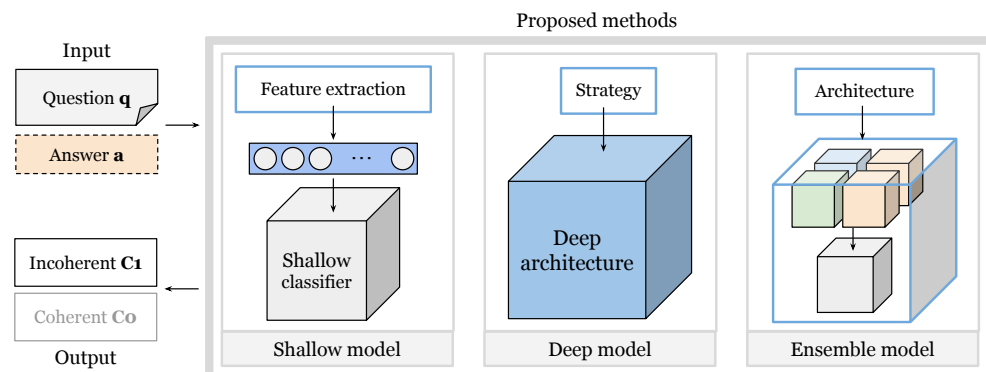 Proposed methods
Input
Question q
Answer a
Incoherent C1
Coherent C0
Output
Feature extraction
...
Shallow
classifier
Shallow model
Strategy
Deep
architecture
Deep model
Architecture
Ensemble model